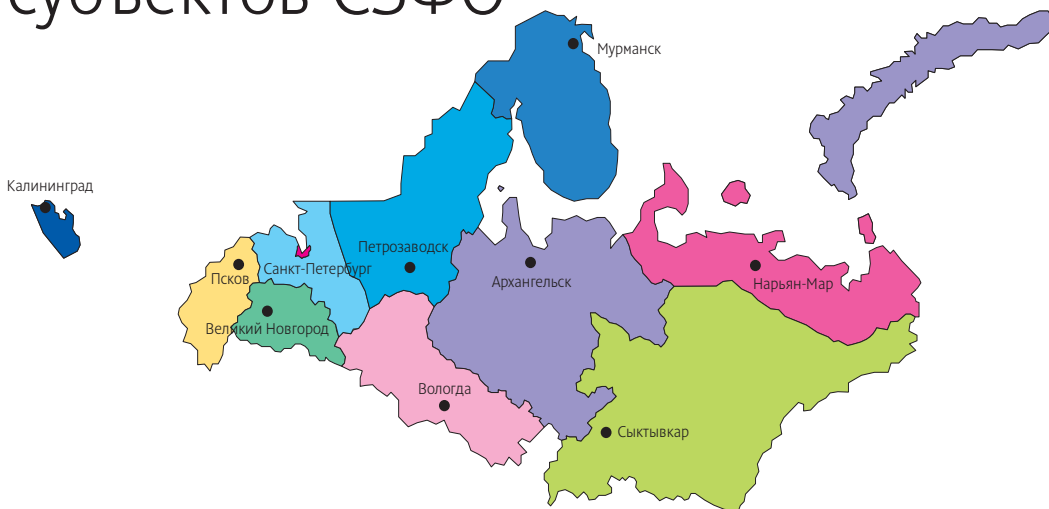 субъектов СЗФО
Мурманск
Калининград
Петрозаводск
Санкт-Петербург
Псков
Архангельск
Нарьян-Мар
Великий Новгород
Вологда
Сыктывкар